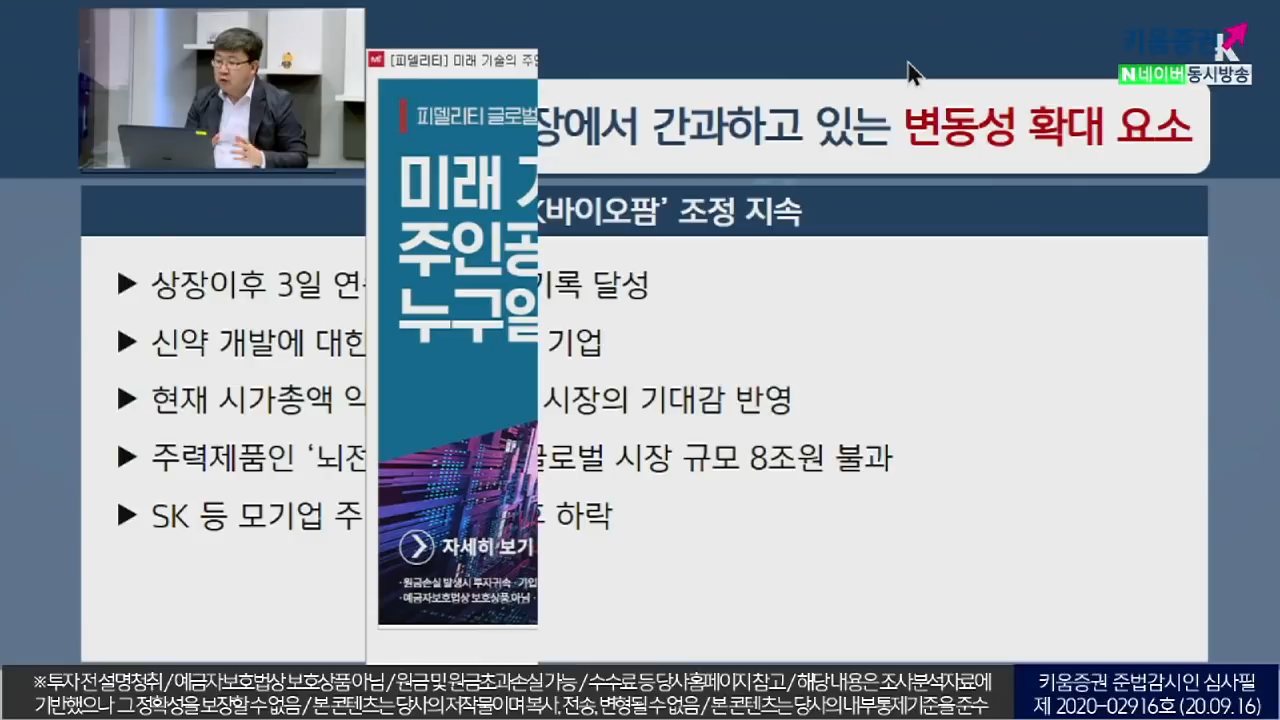 키움증권
N 네이버 동시방송
[피델리티] 미래 기술의 주인
장에서 간과하고 있는 변동성 확대 요소
피델리티 글로벌
미래
주인공
누구일
바이오팜’ 조정 지속
▶ 상장이후 3일 연 기록 달성
▶ 신약 개발에 대한 기업
▶ 현재 시가총액 약 시장의 기대감 반영
▶ 주력제품인 ‘뇌전 글로벌 시장 규모 8조원 불과
▶ SK 등 모기업 주 하락
자세히 보기
·원금손실 발생시 투자귀속 ·기업
·예금자보호법상 보호상품 아님 ·
※ 투자 전 설명청취 / 예금자보호법상 보호상품 아님 / 원금 및 원금초과손실 가능 / 수수료 등 당사홈페이지 참고 / 해당 내용은 조사분석자료에
기반했으나 그 정확성을 보장할 수 없음 / 본 콘텐츠는 당사의 저작물이며 복사, 전송, 변형될 수 없음 / 본 콘텐츠는 당사의 내부통제기준을 준수
키움증권 준법감시인 심사필
제 2020-02916호 (20.09.16)